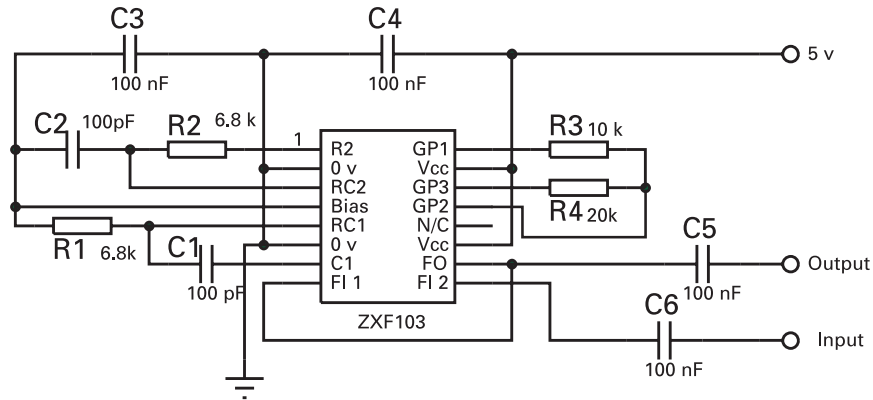 C3
C4
100 nF
100 nF
5 v
C2
100pF
R2
6.8 k
1
R3
10 k
R2
GP1
0 v
Vcc
RC2
GP3
Bias
GP2
R4
20k
RC1
N/C
R1
6.8k
C1
0 v
Vcc
C5
C1
FO
Output
100 pF
FI 1
FI 2
100 nF
C6
ZXF103
Input
100 nF